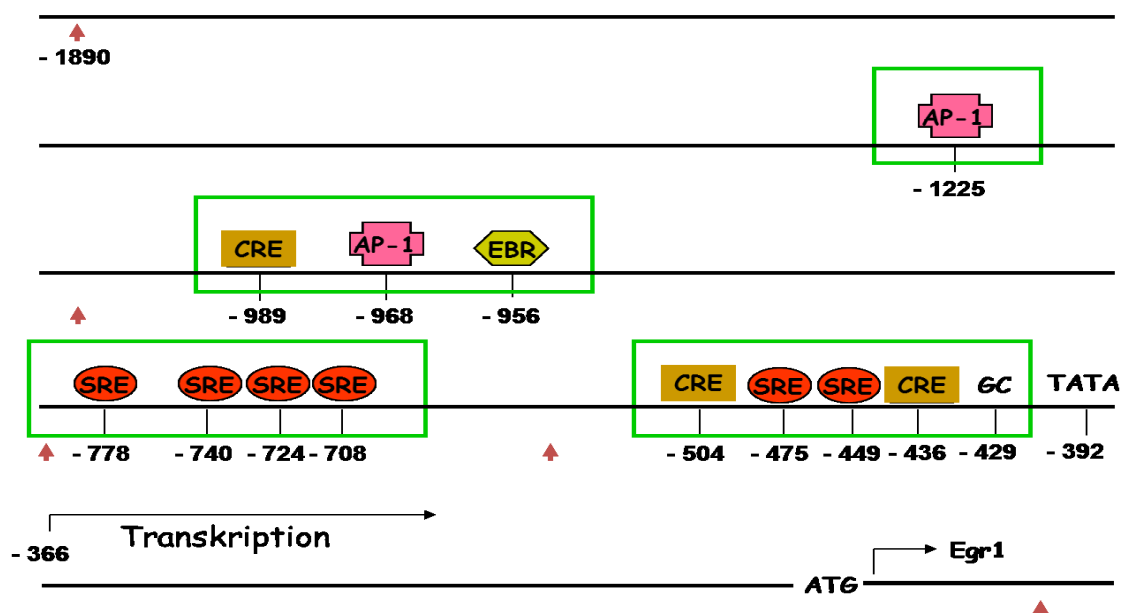 - 1890
AP-1
- 1225
CRE AP-1 EBR
- 989 - 968 - 956
SRE SRE SRE SRE CRE SRE SRE CRE GC TATA
- 778 - 740 - 724 - 708 - 504 - 475 - 449 - 436 - 429 - 392
Transkription
- 366
Egr1
ATG